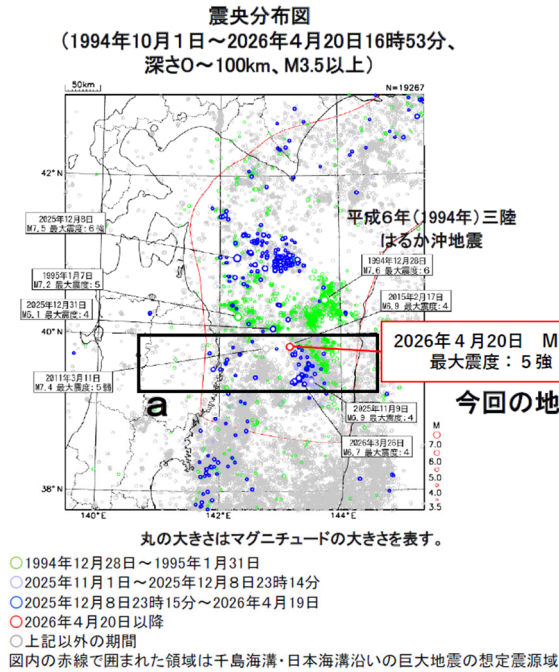 震央分布図
（1994年10月１日～2026年４月20日16時53分、
深さ０～100km、M3.5以上）
50km
N=19267
42°N
平成６年（1994年）三陸
はるか沖地震
2025年12月8日
M7.5 最大震度：6強
1994年12月28日
M7.6 最大震度：6
1995年1月7日
M7.2 最大震度：5
2015年2月17日
M6.9 最大震度：4
2025年12月31日
M6.1 最大震度：4
40°N
2026年４月20日　M
最大震度：５強
2011年3月11日
M7.4 最大震度：5弱
a
今回の地
2025年11月9日
M6.9 最大震度：4
2026年3月26日
M6.7 最大震度：4
M
7.0
6.0
5.0
4.0
3.5
38°N
140°E
142°E
144°E
丸の大きさはマグニチュードの大きさを表す。
○1994年12月28日～1995年１月31日
○2025年11月１日～2025年12月８日23時14分
○2025年12月８日23時15分～2026年４月19日
○2026年４月20日以降
○上記以外の期間
図内の赤線で囲まれた領域は千島海溝・日本海溝沿いの巨大地震の想定震源域